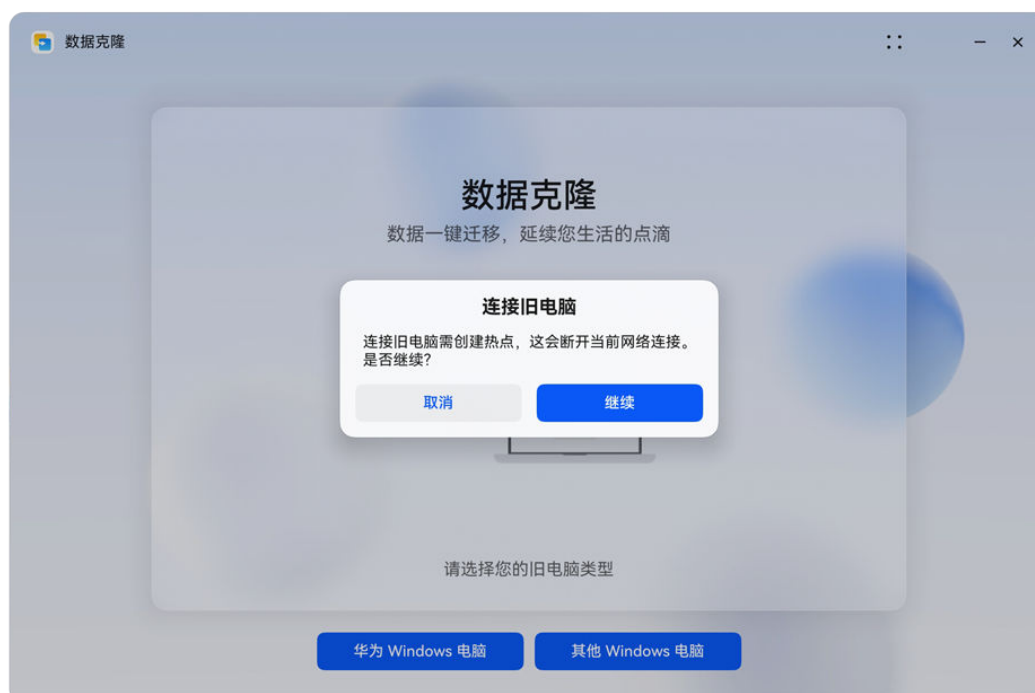 数据克隆
数据克隆
数据一键迁移，延续您生活的点滴
连接旧电脑
连接旧电脑需创建热点，这会断开当前网络连接。
是否继续？
取消
继续
请选择您的旧电脑类型
华为 Windows 电脑
其他 Windows 电脑